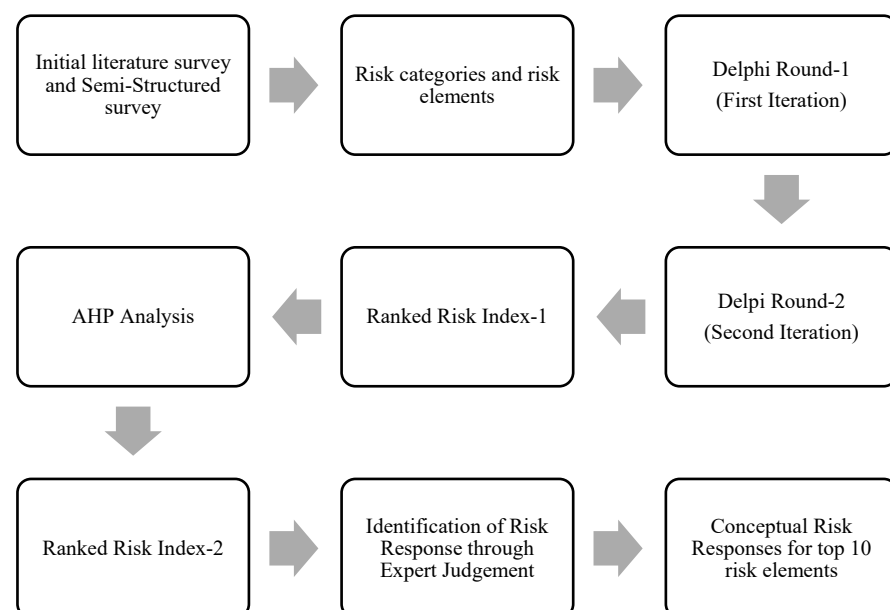 Initial literature survey
and Semi-Structured
survey
Risk categories and risk
elements
Delphi Round-1
(First Iteration)
Delpi Round-2
(Second Iteration)
Ranked Risk Index-1
AHP Analysis
Ranked Risk Index-2
Identification of Risk
Response through
Expert Judgement
Conceptual Risk
Responses for top 10
risk elements